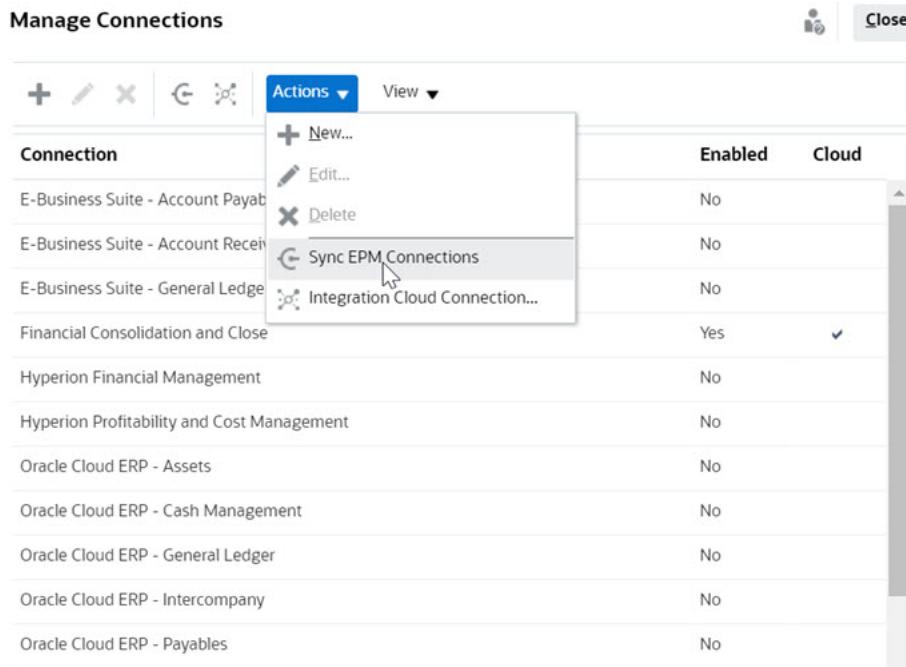 Manage Connections
Close
Actions View
New...
Connection Enabled Cloud
Edit...
E-Business Suite - Account No
Delete
E-Business Suite - Account No
Sync EPM Connections
E-Business Suite - General No
Integration Cloud Connection...
Financial Consolidation and Close Yes
Hyperion Financial Management No
Hyperion Profitability and Cost Management No
Oracle Cloud ERP - Assets No
Oracle Cloud ERP - Cash Management No
Oracle Cloud ERP - General Ledger No
Oracle Cloud ERP - Intercompany No
Oracle Cloud ERP - Payables No